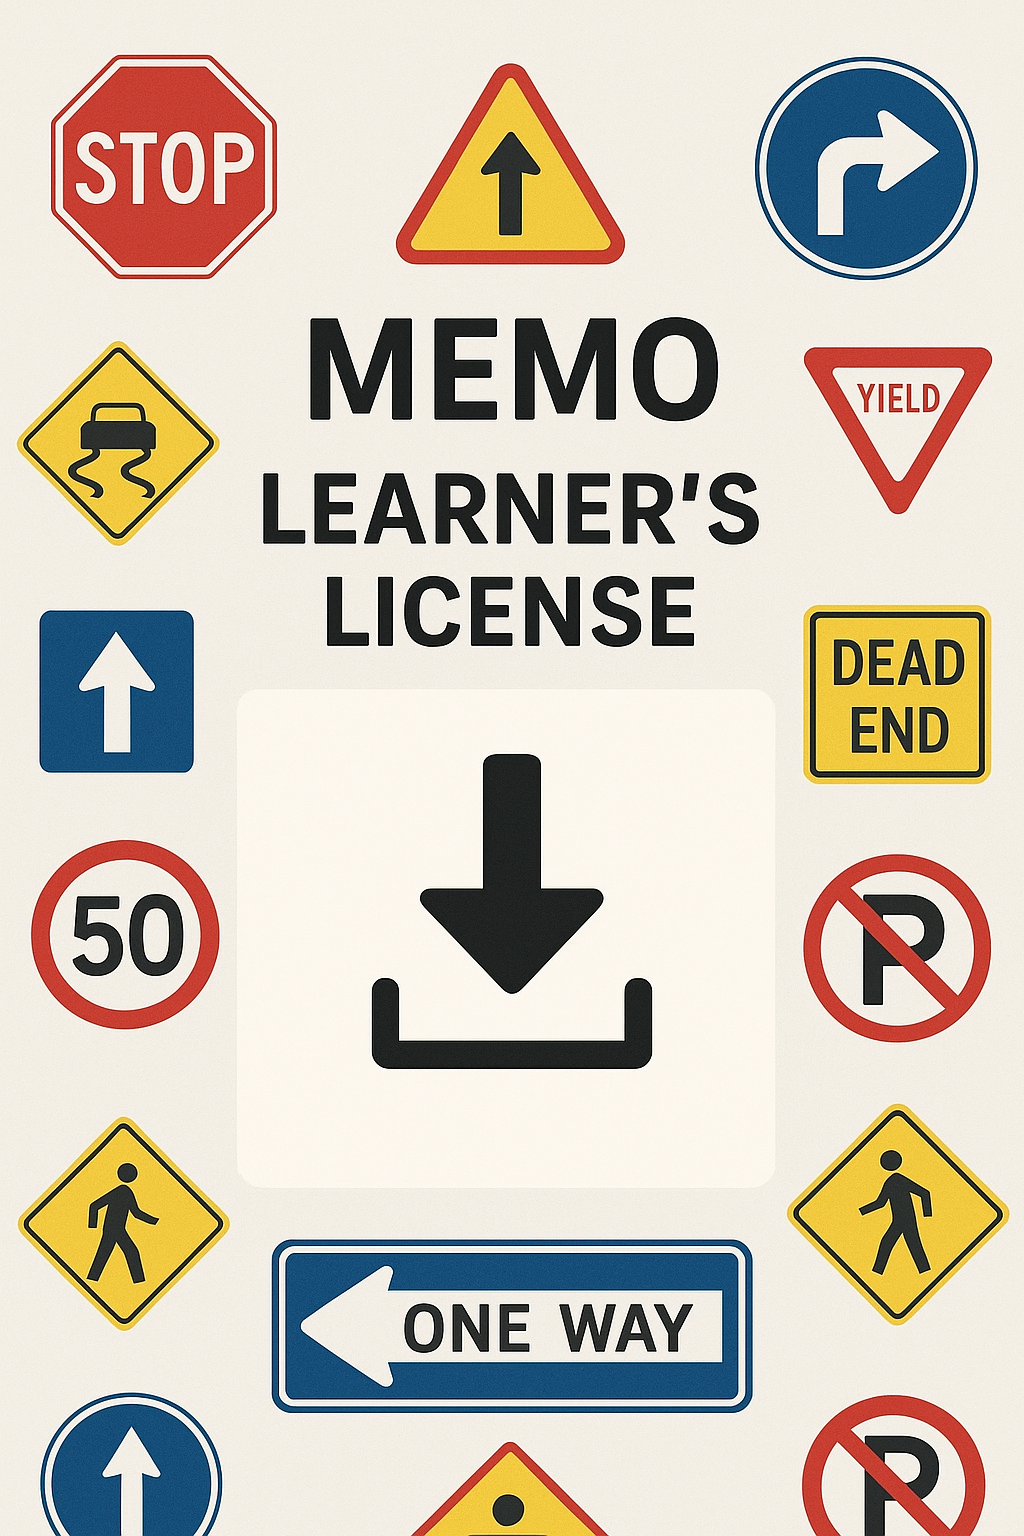 STOP
MEMO
YIELD
LEARNER'S
LICENSE
DEAD
END
50
P
ONE WAY
P